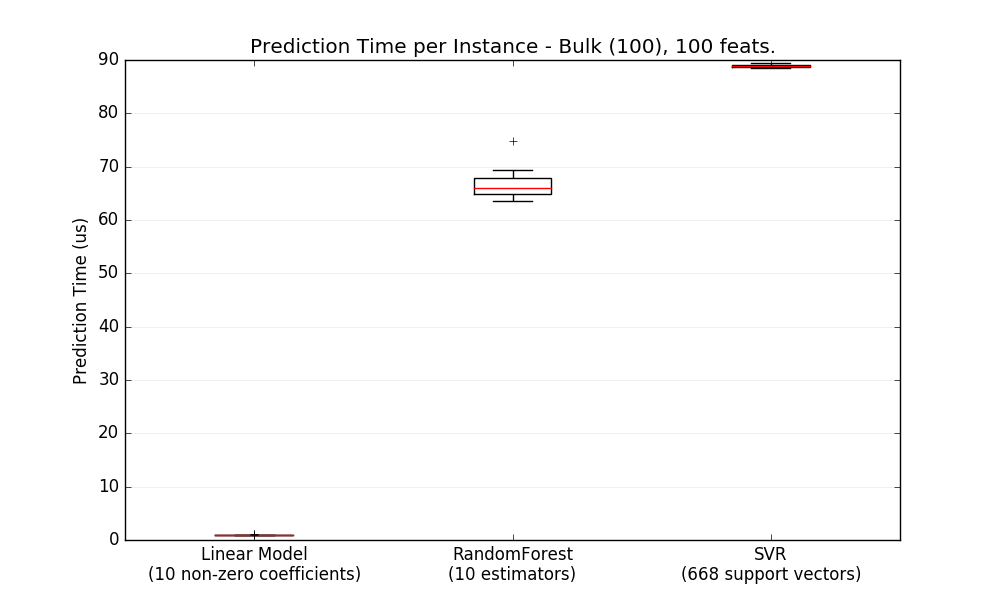 Prediction Time per Instance - Bulk (100), 100 feats.
90
80
70
60
50
40
30
20
10
0
Prediction Time (us)
Linear Model
(10 non-zero coefficients)
RandomForest
(10 estimators)
SVR
(668 support vectors)